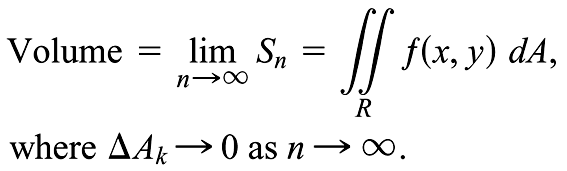 Volume = lim_{n→∞} S_n = ∬_R f(x, y) dA,
where ΔA_k → 0 as n → ∞.